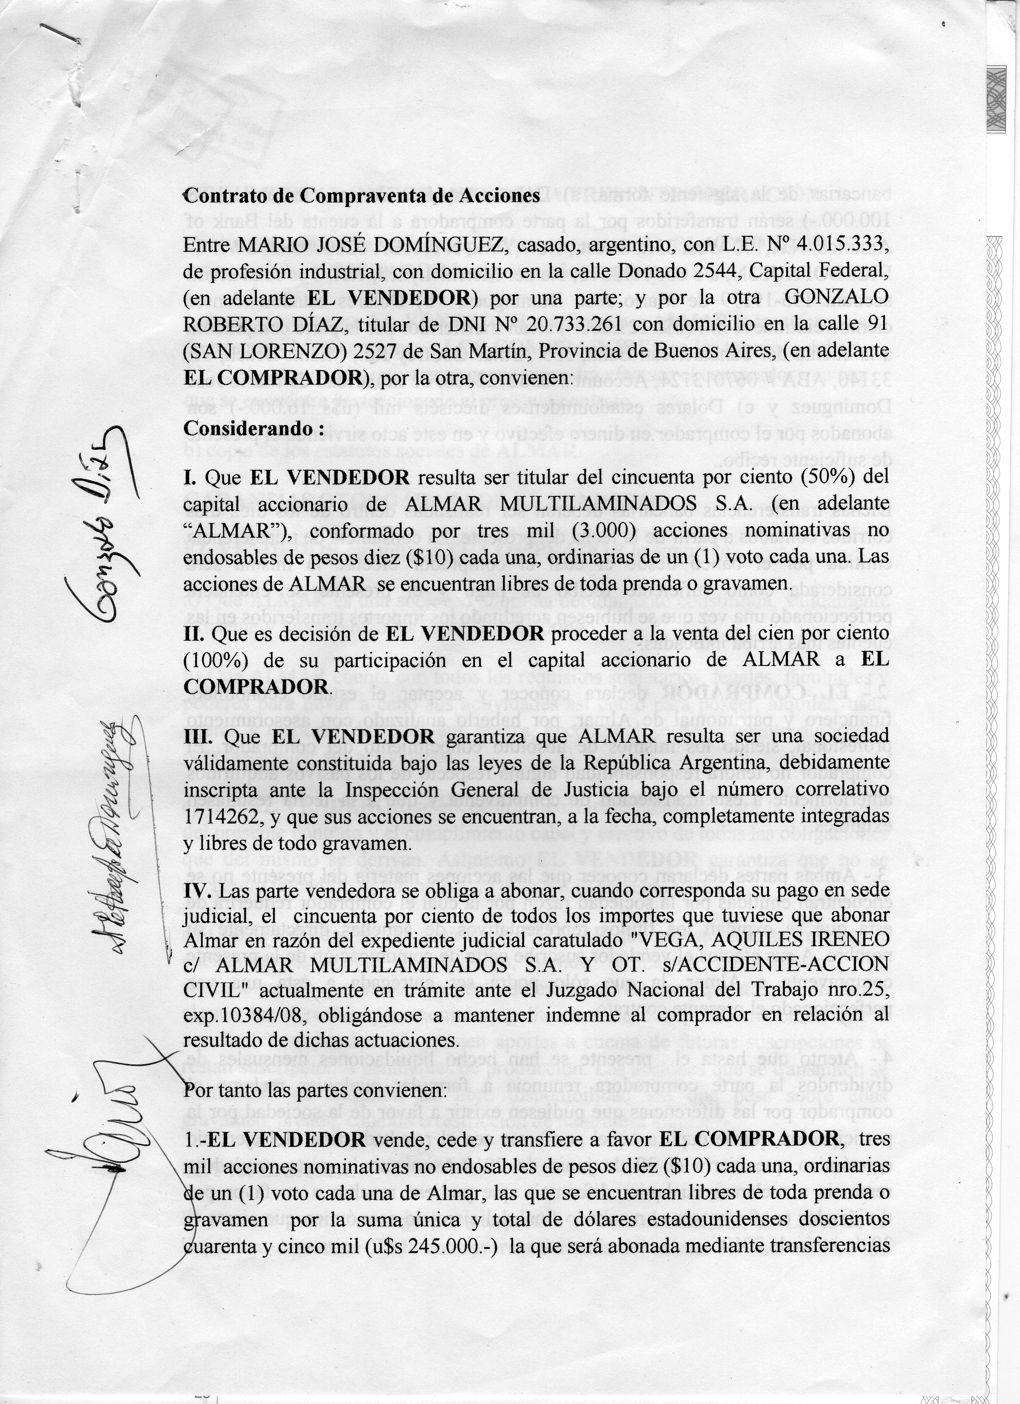 Contrato de Compraventa de Acciones
Entre MARIO JOSÉ DOMÍNGUEZ, casado, argentino, con L.E. Nº 4.015.333,
de profesión industrial, con domicilio en la calle Donado 2544, Capital Federal,
(en adelante EL VENDEDOR) por una parte; y por la otra GONZALO
ROBERTO DÍAZ, titular de DNI Nº 20.733.261 con domicilio en la calle 91
(SAN LORENZO) 2527 de San Martín, Provincia de Buenos Aires, (en adelante
EL COMPRADOR), por la otra, convienen:
Considerando :
I. Que EL VENDEDOR resulta ser titular del cincuenta por ciento (50%) del
capital accionario de ALMAR MULTILAMINADOS S.A. (en adelante
“ALMAR”), conformado por tres mil (3.000) acciones nominativas no
endosables de pesos diez ($10) cada una, ordinarias de un (1) voto cada una. Las
acciones de ALMAR se encuentran libres de toda prenda o gravamen.
II. Que es decisión de EL VENDEDOR proceder a la venta del cien por ciento
(100%) de su participación en el capital accionario de ALMAR a EL
COMPRADOR.
III. Que EL VENDEDOR garantiza que ALMAR resulta ser una sociedad
válidamente constituida bajo las leyes de la República Argentina, debidamente
inscripta ante la Inspección General de Justicia bajo el número correlativo
1714262, y que sus acciones se encuentran, a la fecha, completamente integradas
y libres de todo gravamen.
IV. Las parte vendedora se obliga a abonar, cuando corresponda su pago en sede
judicial, el cincuenta por ciento de todos los importes que tuviese que abonar
Almar en razón del expediente judicial caratulado "VEGA, AQUILES IRENEO
c/ ALMAR MULTILAMINADOS S.A. Y OT. s/ACCIDENTE-ACCION
CIVIL" actualmente en trámite ante el Juzgado Nacional del Trabajo nro.25,
exp.10384/08, obligándose a mantener indemne al comprador en relación al
resultado de dichas actuaciones.
Por tanto las partes convienen:
1.-EL VENDEDOR vende, cede y transfiere a favor EL COMPRADOR, tres
mil acciones nominativas no endosables de pesos diez ($10) cada una, ordinarias
de un (1) voto cada una de Almar, las que se encuentran libres de toda prenda o
gravamen por la suma única y total de dólares estadounidenses doscientos
cuarenta y cinco mil (u$s 245.000.-) la que será abonada mediante transferencias
Gonzalo Díaz